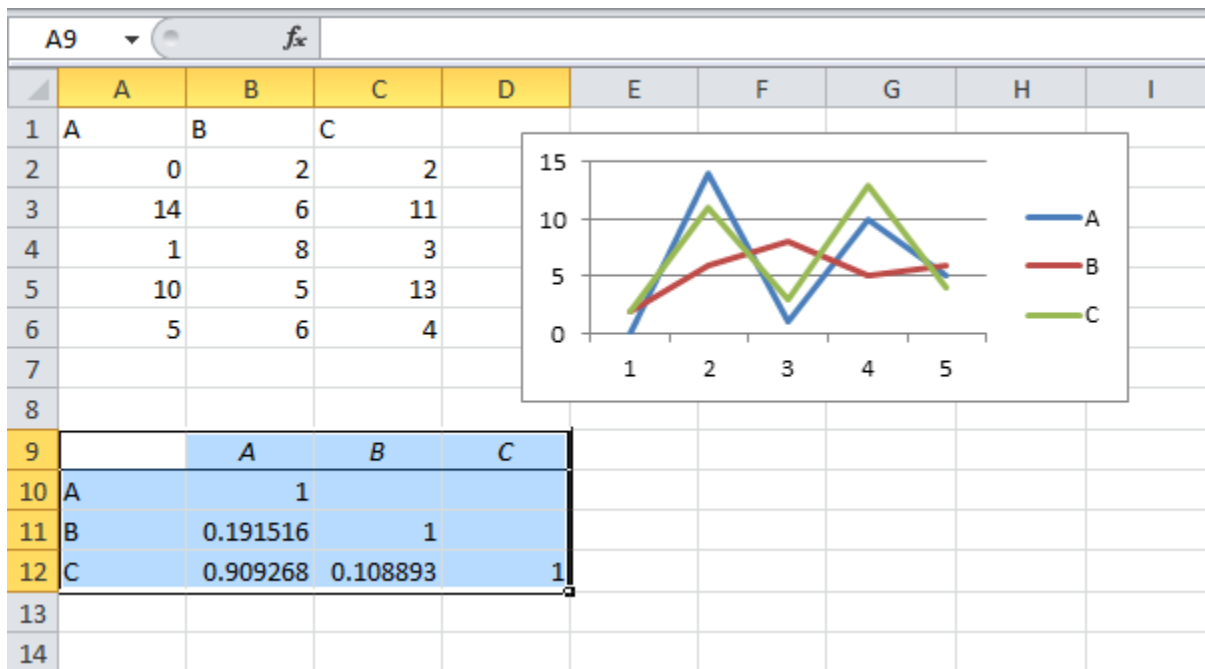 A9 fx
A B C D E F G H I
1 A B C
2 0 2 2
3 14 6 11
4 1 8 3
5 10 5 13
6 5 6 4
7
8
9 A B C
10 A 1
11 B 0.191516 1
12 C 0.909268 0.108893 1
13
14
15
10
5
0
1 2 3 4 5
A
B
C